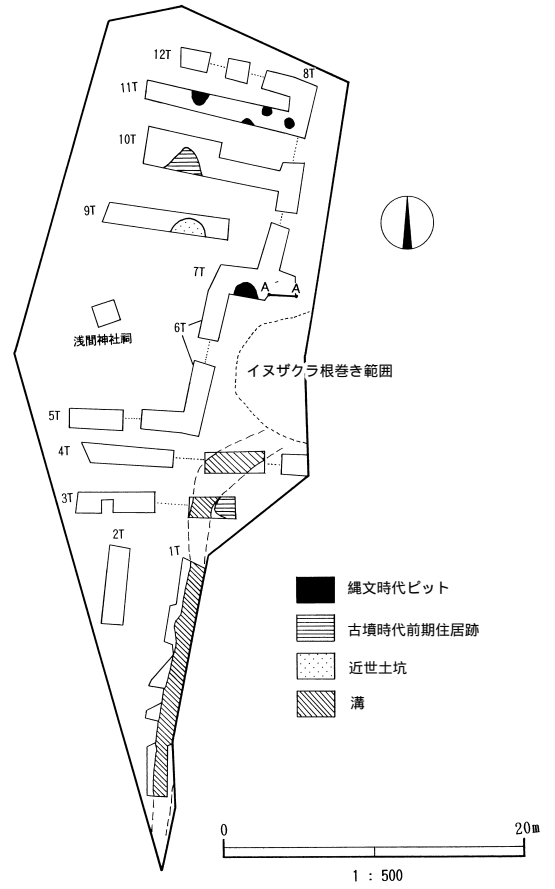 12T
8T
11T
10T
9T
7T
A
A´
6T
浅間神社祠
イヌザクラ根巻き範囲
5T
4T
3T
2T
1T
縄文時代ピット
古墳時代前期住居跡
近世土坑
溝
0
20m
1 : 500